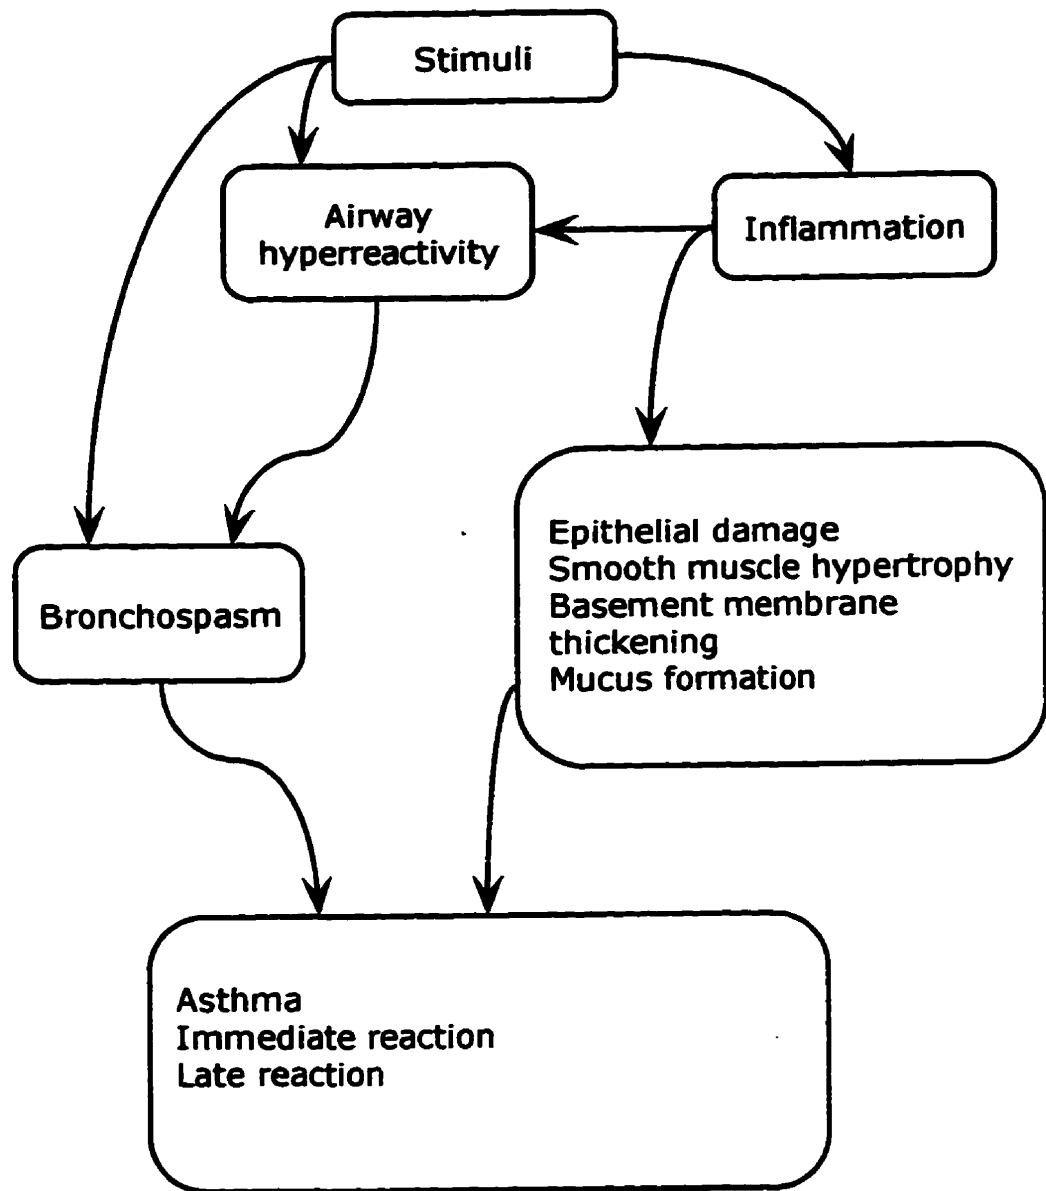 Stimuli
Airway
hyperreactivity
Inflammation
Epithelial damage
Smooth muscle hypertrophy
Basement membrane
thickening
Mucus formation
Bronchospasm
Asthma
Immediate reaction
Late reaction